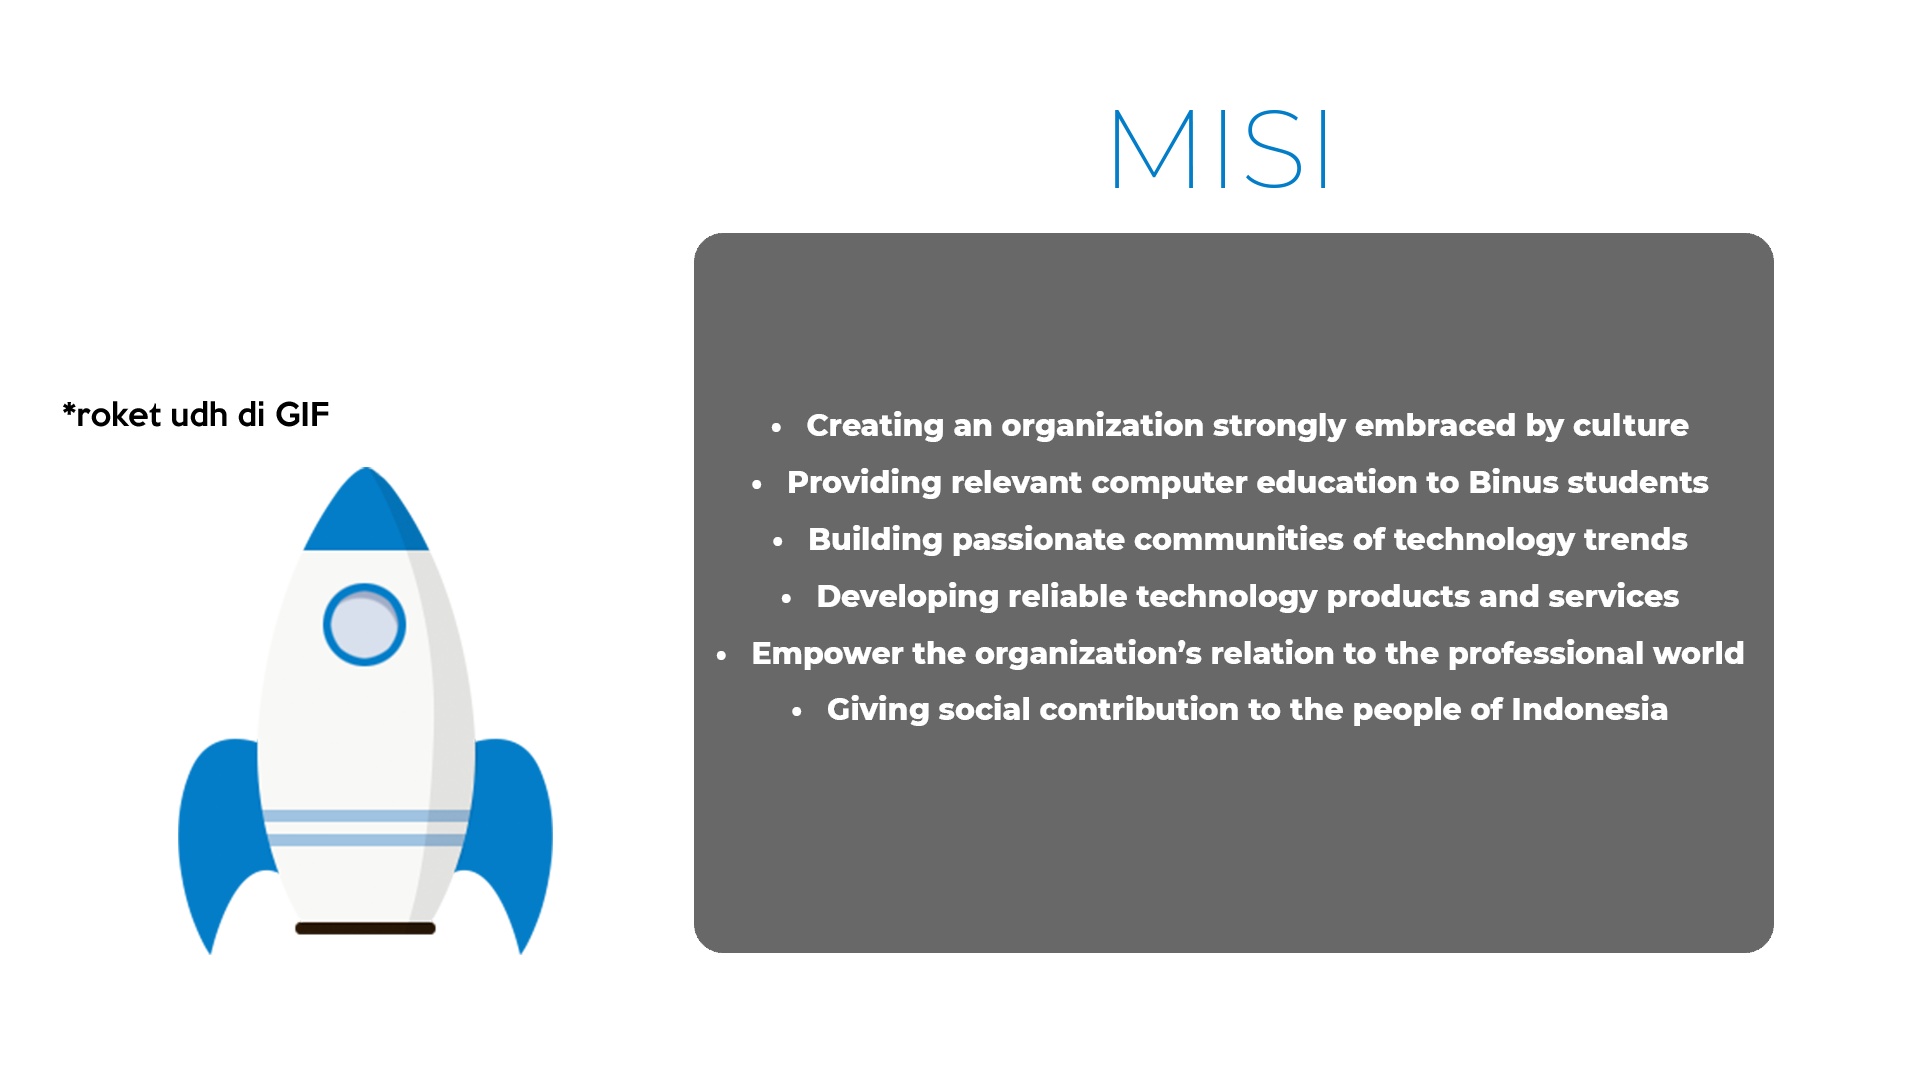 MISI
*roket udh di GIF
• Creating an organization strongly embraced by culture
• Providing relevant computer education to Binus students
• Building passionate communities of technology trends
• Developing reliable technology products and services
• Empower the organization’s relation to the professional world
• Giving social contribution to the people of Indonesia